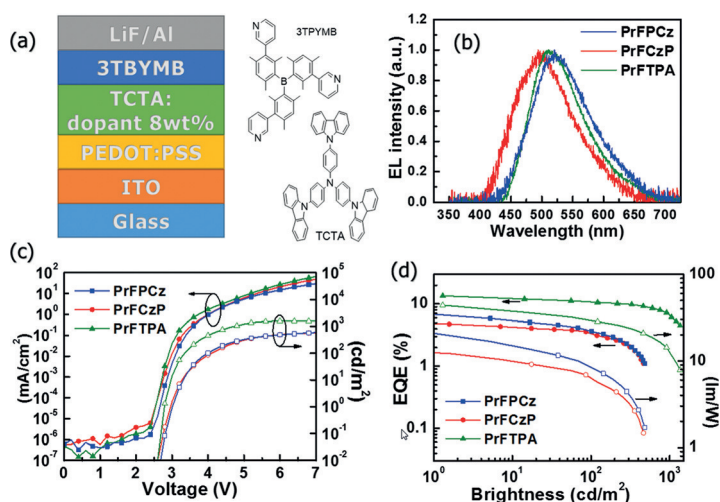 (a)
LiF/Al
3TBYMB
TCTA:
dopant 8wt%
PEDOT:PSS
ITO
Glass
N
3TPYMB
N
B
N
N
N
N
N
TCTA
(b)
EL intensity (a.u.)
1.0
0.8
0.6
0.4
0.2
0.0
PrFPCz
PrFCzP
PrFTPA
350 400 450 500 550 600 650 700
Wavelength (nm)
(c)
(mA/cm²)
10²
10¹
10⁰
10⁻¹
10⁻²
10⁻³
10⁻⁴
10⁻⁵
10⁻⁶
10⁻⁷
PrFPCz
PrFCzP
PrFTPA
10⁵
10⁴
10³
10²
10¹
10⁰
10⁻¹
10⁻²
(cd/m²)
0 1 2 3 4 5 6 7
Voltage (V)
(d)
EQE (%)
10
1
0.1
PrFPCz
PrFCzP
PrFTPA
100
10
1
(lm/W)
10⁰ 10¹ 10² 10³
Brightness (cd/m²)